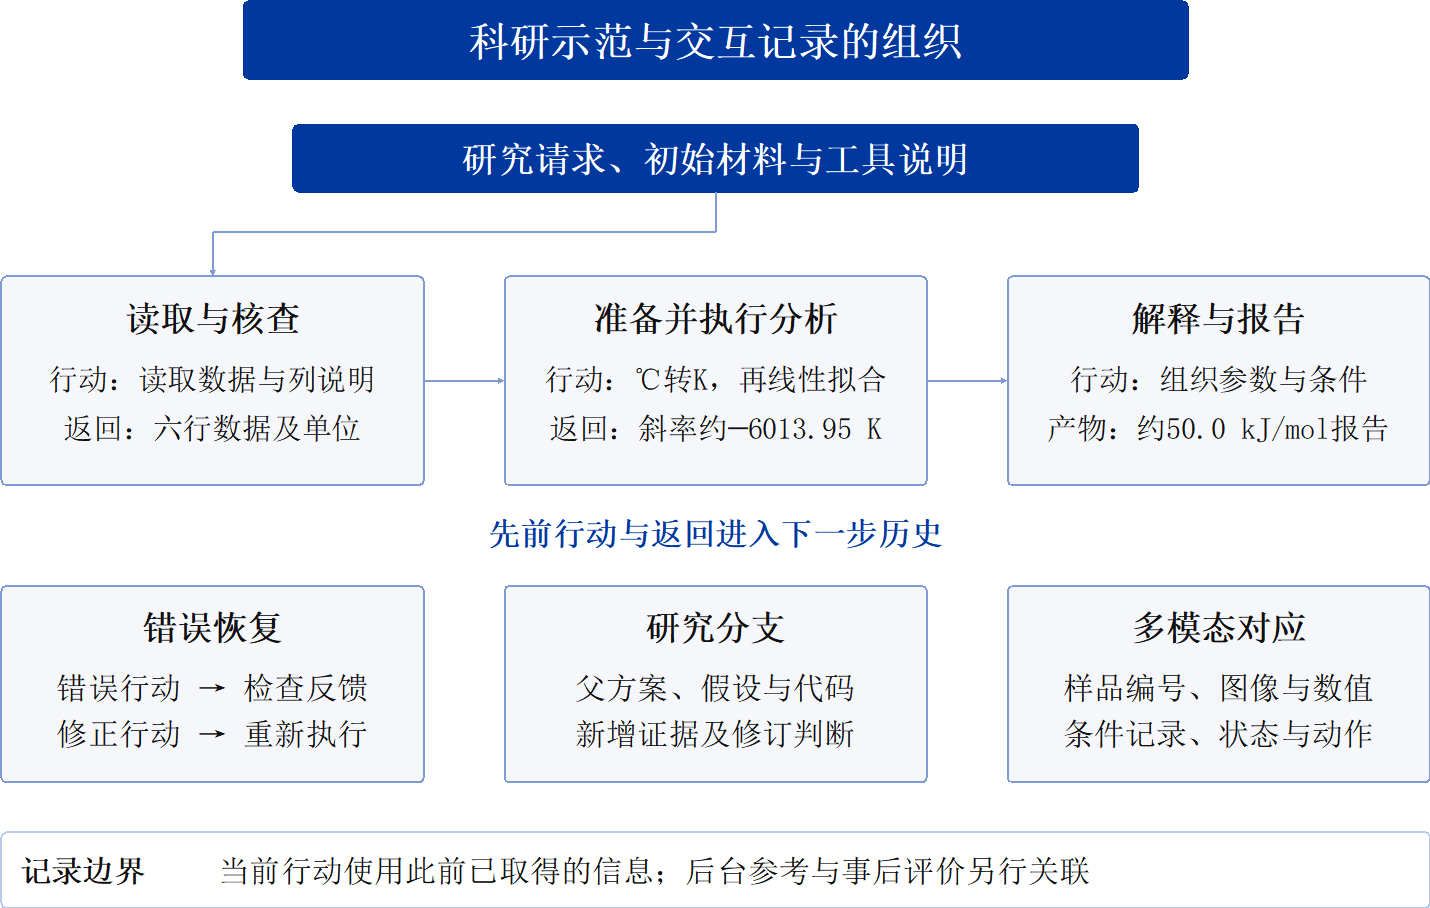 科研示范与交互记录的组织
研究请求、初始材料与工具说明
读取与核查
行动：读取数据与列说明
返回：六行数据及单位
准备并执行分析
行动：℃转K，再线性拟合
返回：斜率约−6013.95 K
解释与报告
行动：组织参数与条件
产物：约50.0 kJ/mol报告
先前行动与返回进入下一步历史
错误恢复
错误行动 → 检查反馈
修正行动 → 重新执行
研究分支
父方案、假设与代码
新增证据及修订判断
多模态对应
样品编号、图像与数值
条件记录、状态与动作
记录边界 当前行动使用此前已取得的信息；后台参考与事后评价另行关联